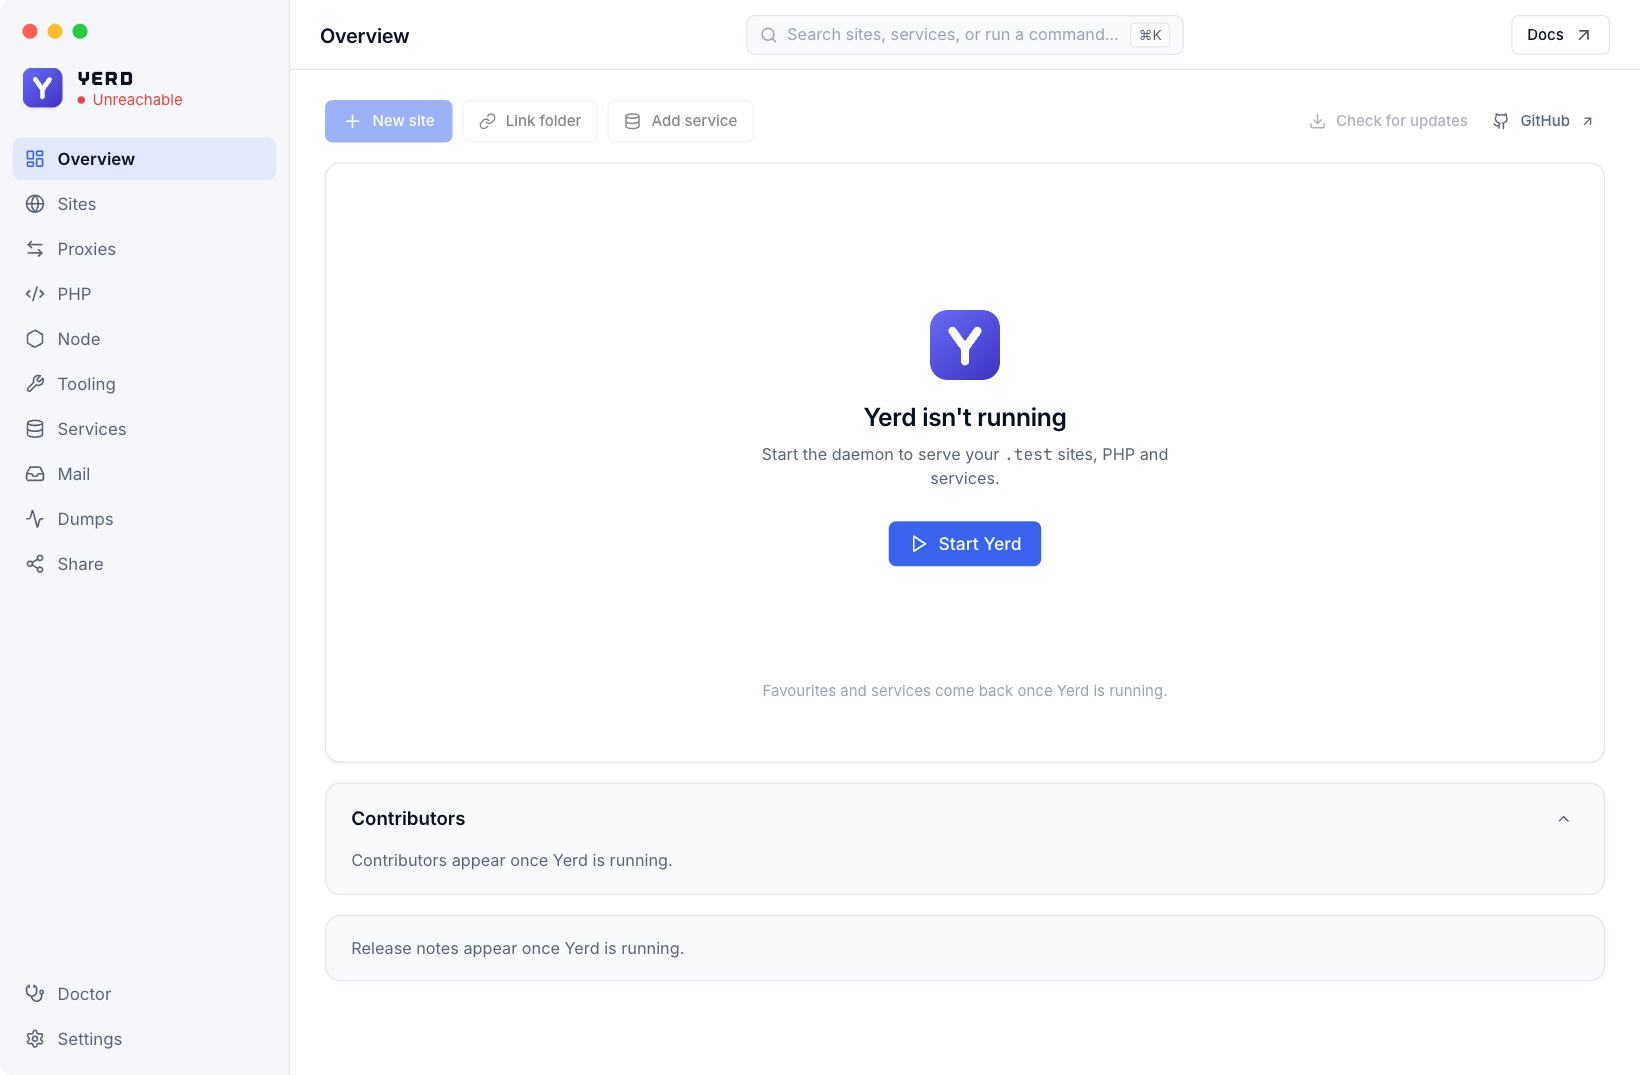 YERD
Unreachable
Overview
Sites
Proxies
PHP
Node
Tooling
Services
Mail
Dumps
Share
Doctor
Settings
Overview
Search sites, services, or run a command... ⌘K
Docs
New site
Link folder
Add service
Check for updates
GitHub
Y
Yerd isn't running
Start the daemon to serve your .test sites, PHP and
services.
Start Yerd
Favourites and services come back once Yerd is running.
Contributors
Contributors appear once Yerd is running.
Release notes appear once Yerd is running.